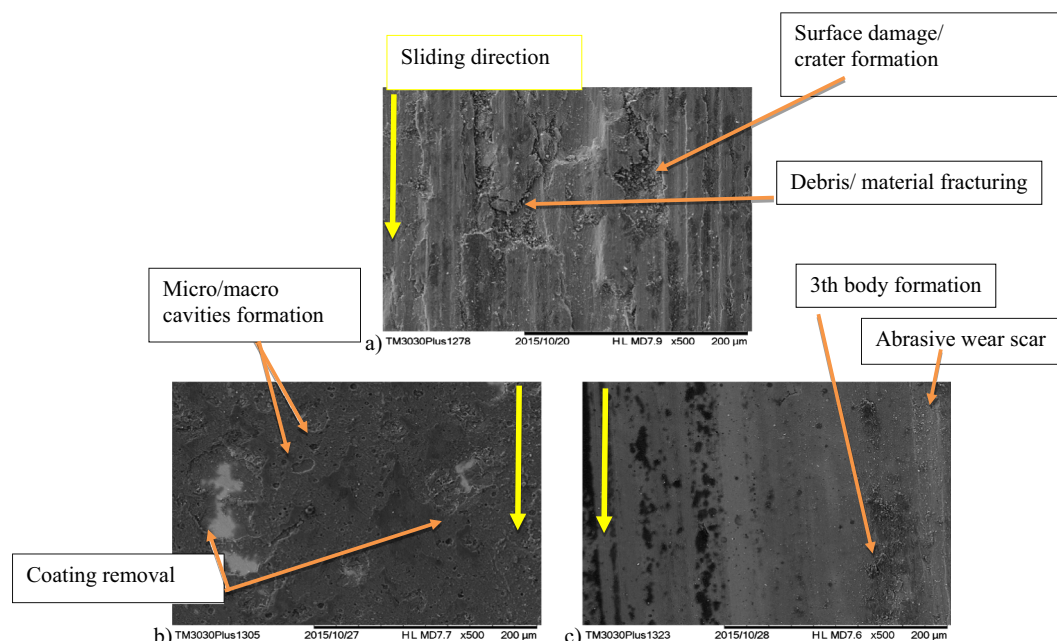 Sliding direction
Surface damage/
crater formation
Debris/ material fracturing
Micro/macro
cavities formation
3th body formation
Abrasive wear scar
a) TM3030Plus1278 2015/10/20 HL MD7.9 x500 200 µm
Coating removal
b) TM3030Plus1305 2015/10/27 HL MD7.7 x500 200 µm
c) TM3030Plus1323 2015/10/28 HL MD7.6 x500 200 µm